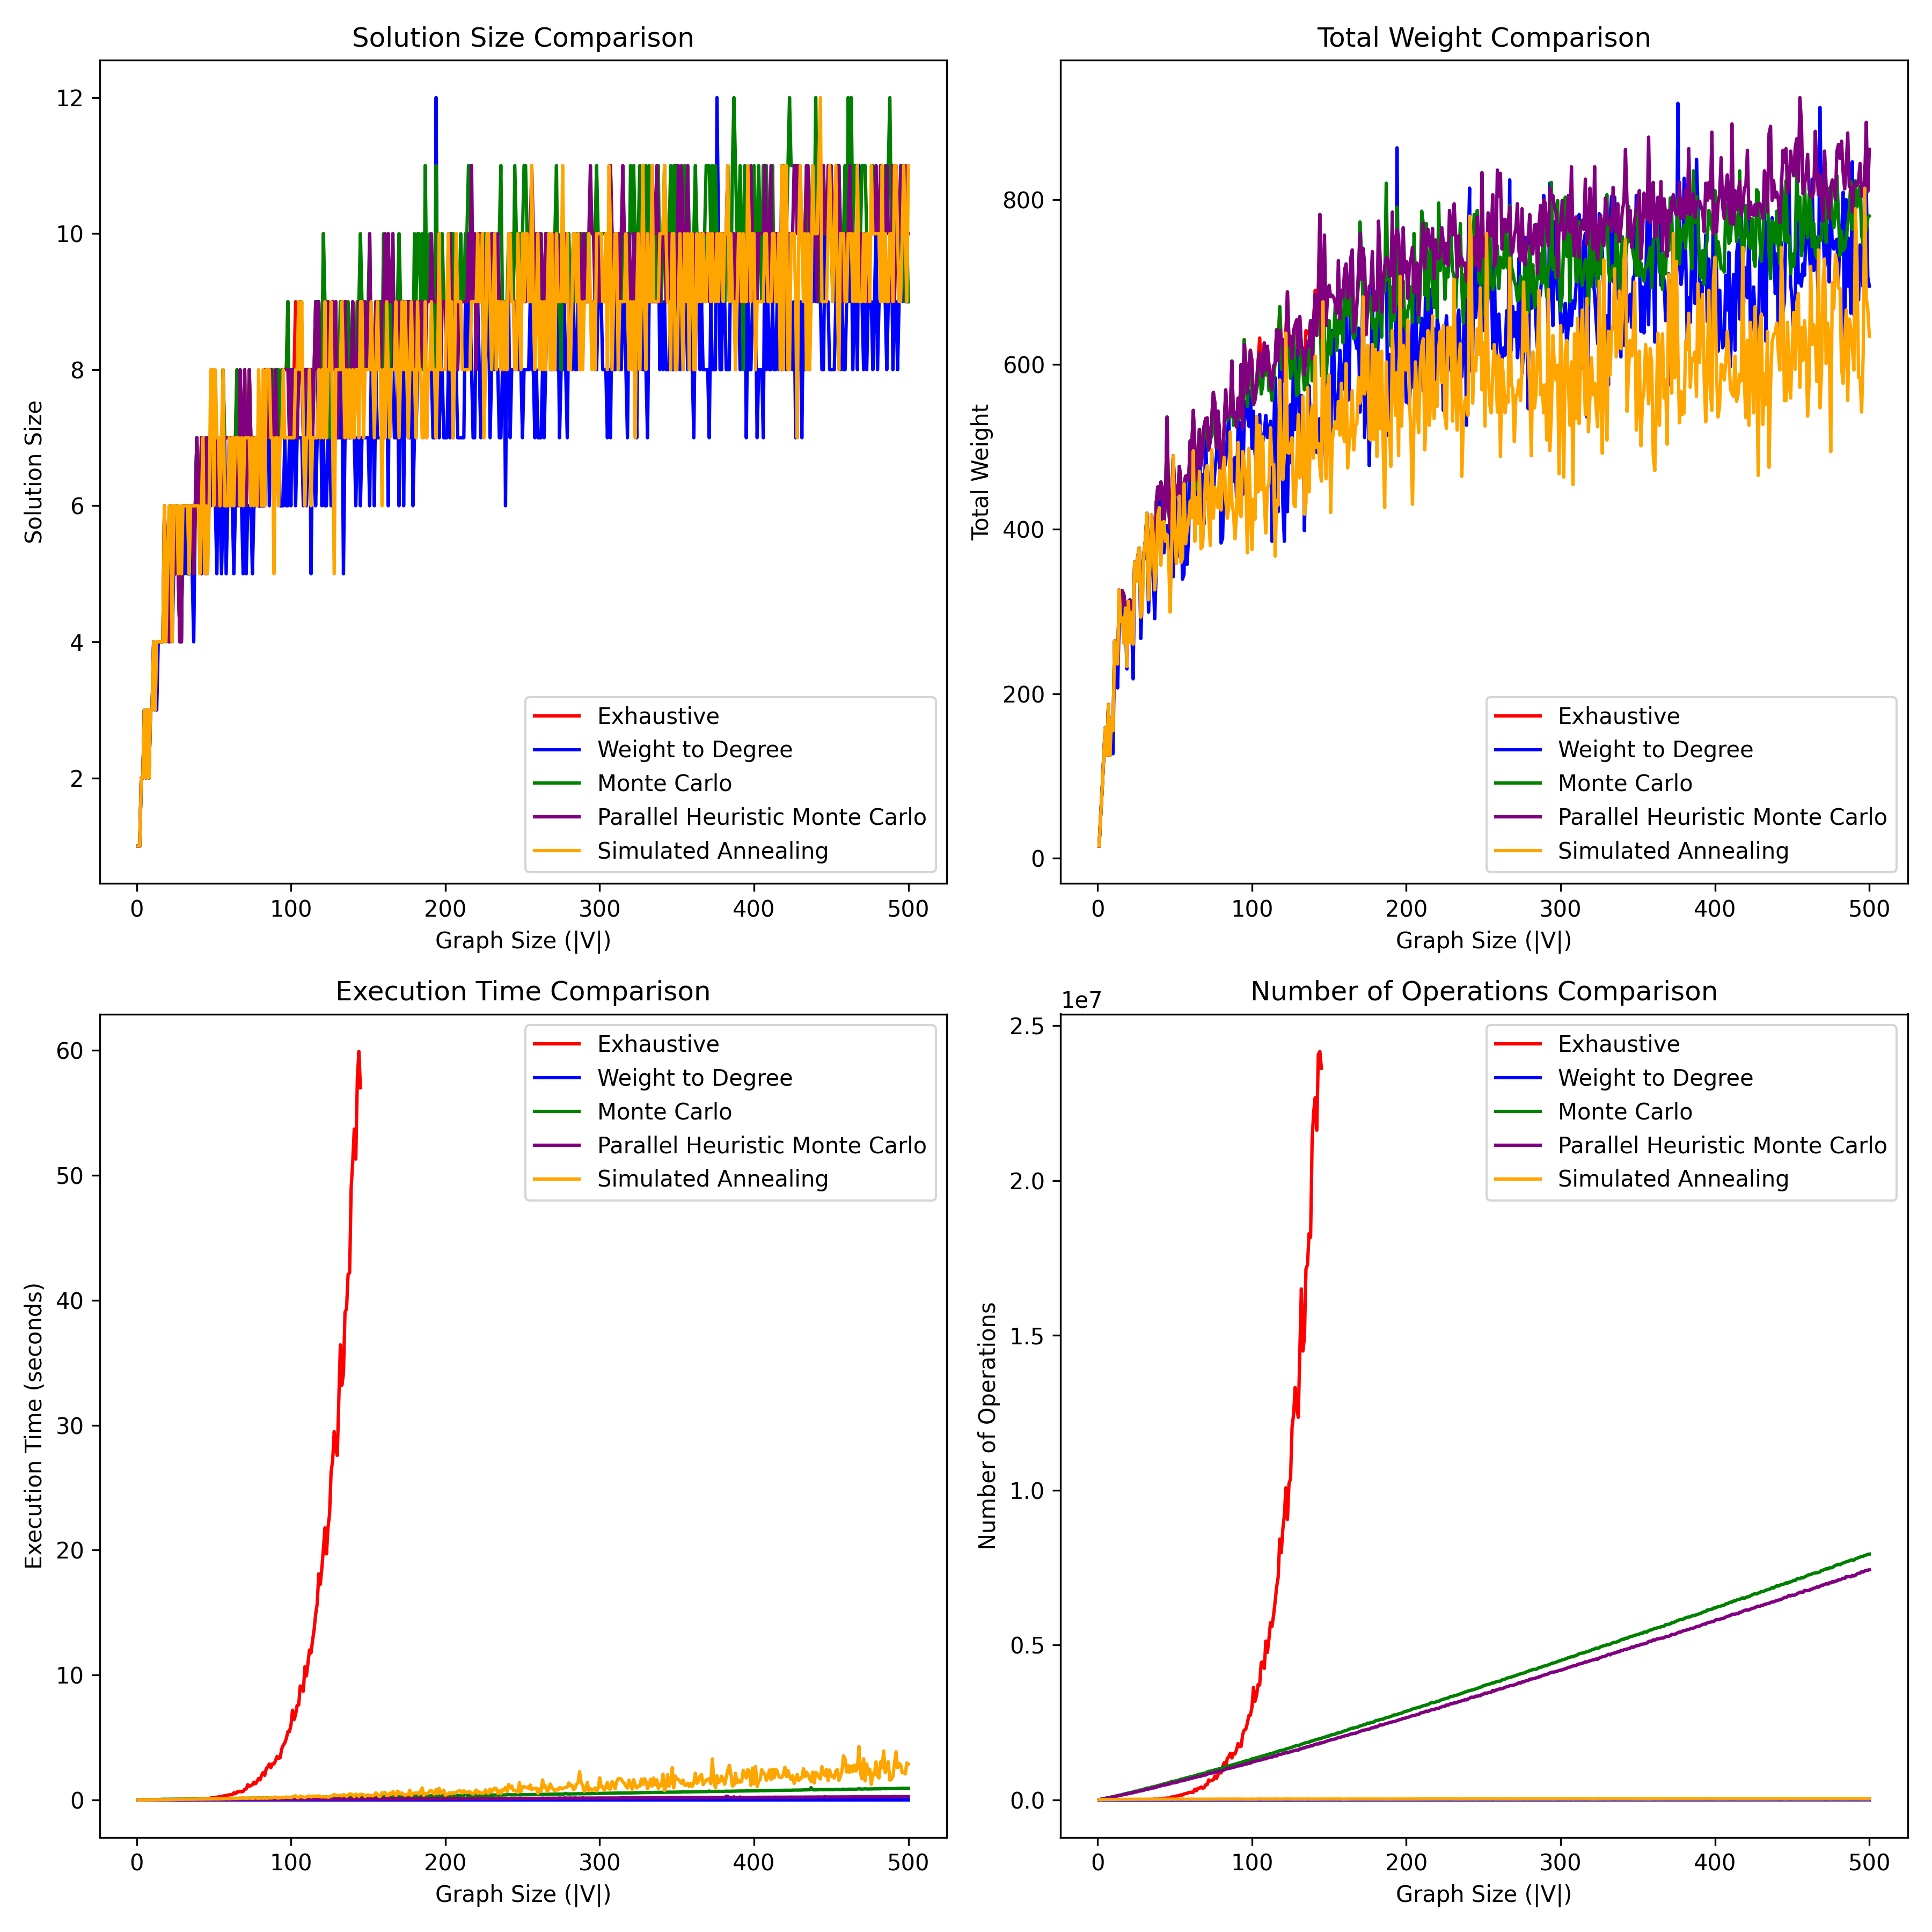 Solution Size Comparison
Solution Size
12
10
8
6
4
2
Exhaustive
Weight to Degree
Monte Carlo
Parallel Heuristic Monte Carlo
Simulated Annealing
0 100 200 300 400 500
Graph Size (|V|)
Total Weight Comparison
Total Weight
800
600
400
200
0
Exhaustive
Weight to Degree
Monte Carlo
Parallel Heuristic Monte Carlo
Simulated Annealing
0 100 200 300 400 500
Graph Size (|V|)
Execution Time Comparison
Execution Time (seconds)
60
50
40
30
20
10
0
Exhaustive
Weight to Degree
Monte Carlo
Parallel Heuristic Monte Carlo
Simulated Annealing
0 100 200 300 400 500
Graph Size (|V|)
Number of Operations Comparison
1e7
Number of Operations
2.5
2.0
1.5
1.0
0.5
0.0
Exhaustive
Weight to Degree
Monte Carlo
Parallel Heuristic Monte Carlo
Simulated Annealing
0 100 200 300 400 500
Graph Size (|V|)